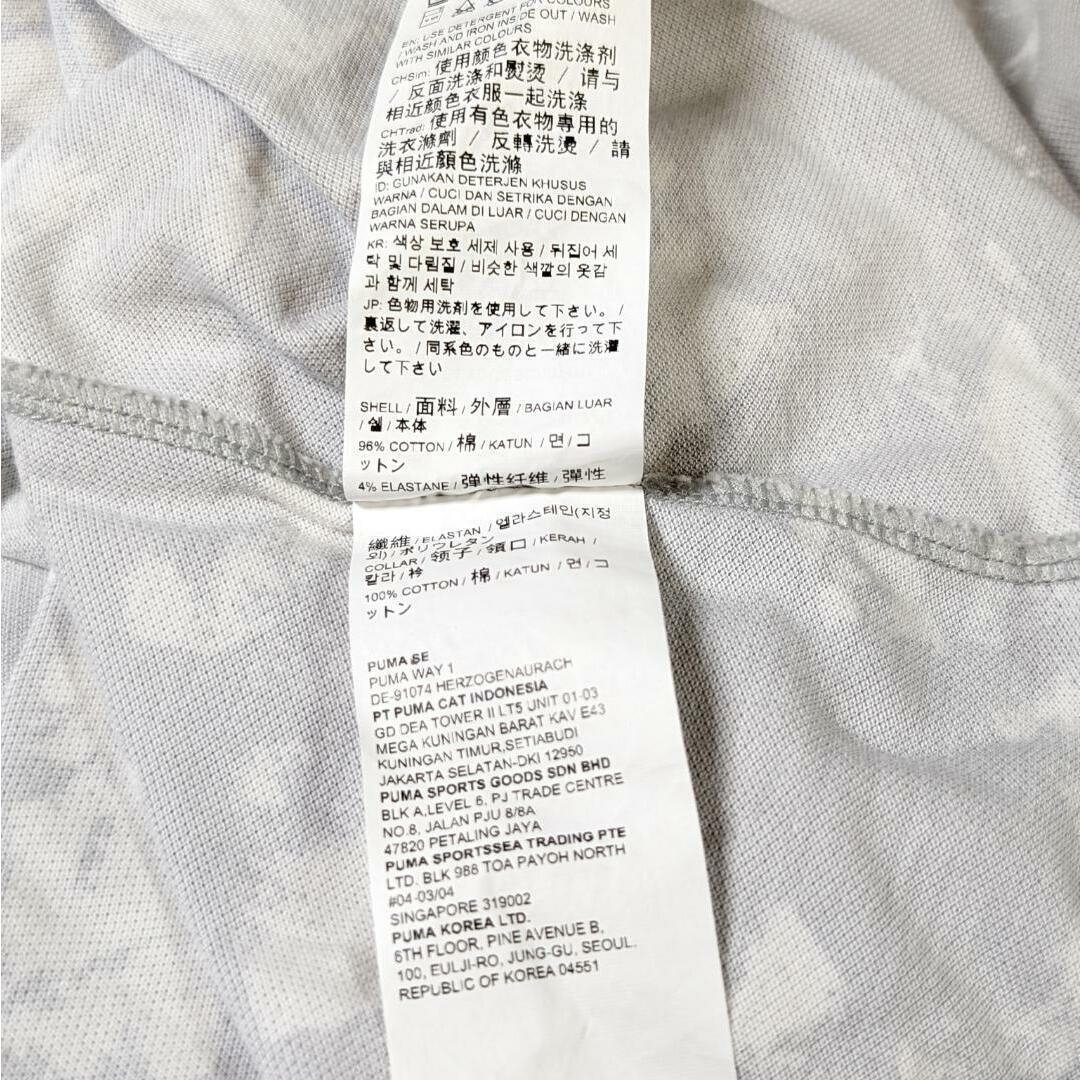 EN: USE DETERGENT FOR COLOURS
/ WASH AND IRON INSIDE OUT / WASH
WITH SIMILAR COLOURS
CHSim: 使用颜色衣物洗涤剂
/ 反面洗涤和熨烫 / 请与
相近颜色衣服一起洗涤
CHTrad: 使用有色衣物專用的
洗衣滌劑 / 反轉洗燙 / 請
與相近顏色洗滌
ID: GUNAKAN DETERJEN KHUSUS
WARNA / CUCI DAN SETRIKA DENGAN
BAGIAN DALAM DI LUAR / CUCI DENGAN
WARNA SERUPA
KR: 색상 보호 세제 사용 / 뒤집어 세
탁 및 다림질 / 비슷한 색깔의 옷감
과 함께 세탁
JP: 色物用洗剤を使用して下さい。 /
裏返して洗濯、アイロンを行って下
さい。 / 同系色のものと一緒に洗濯
して下さい
SHELL / 面料 / 外層 / BAGIAN LUAR
/ 쉘 / 本体
96% COTTON / 棉 / KATUN / 면 / コ
ットン
4% ELASTANE / 弹性纤维 / 彈性
纖維 / ELASTAN / 엘라스테인(지정
외) / ポリウレタン
COLLAR / 领子 / 領口 / KERAH /
칼라 / 衿
100% COTTON / 棉 / KATUN / 면 / コ
ットン
PUMA SE
PUMA WAY 1
DE-91074 HERZOGENAURACH
PT PUMA CAT INDONESIA
GD DEA TOWER II LT5 UNIT 01-03
MEGA KUNINGAN BARAT KAV E43
KUNINGAN TIMUR,SETIABUDI
JAKARTA SELATAN-DKI 12950
PUMA SPORTS GOODS SDN BHD
BLK A,LEVEL 6, PJ TRADE CENTRE
NO.8, JALAN PJU 8/8A
47820 PETALING JAYA
PUMA SPORTSSEA TRADING PTE
LTD. BLK 988 TOA PAYOH NORTH
#04-03/04
SINGAPORE 319002
PUMA KOREA LTD.
6TH FLOOR, PINE AVENUE B,
100, EULJI-RO, JUNG-GU, SEOUL.
REPUBLIC OF KOREA 04551